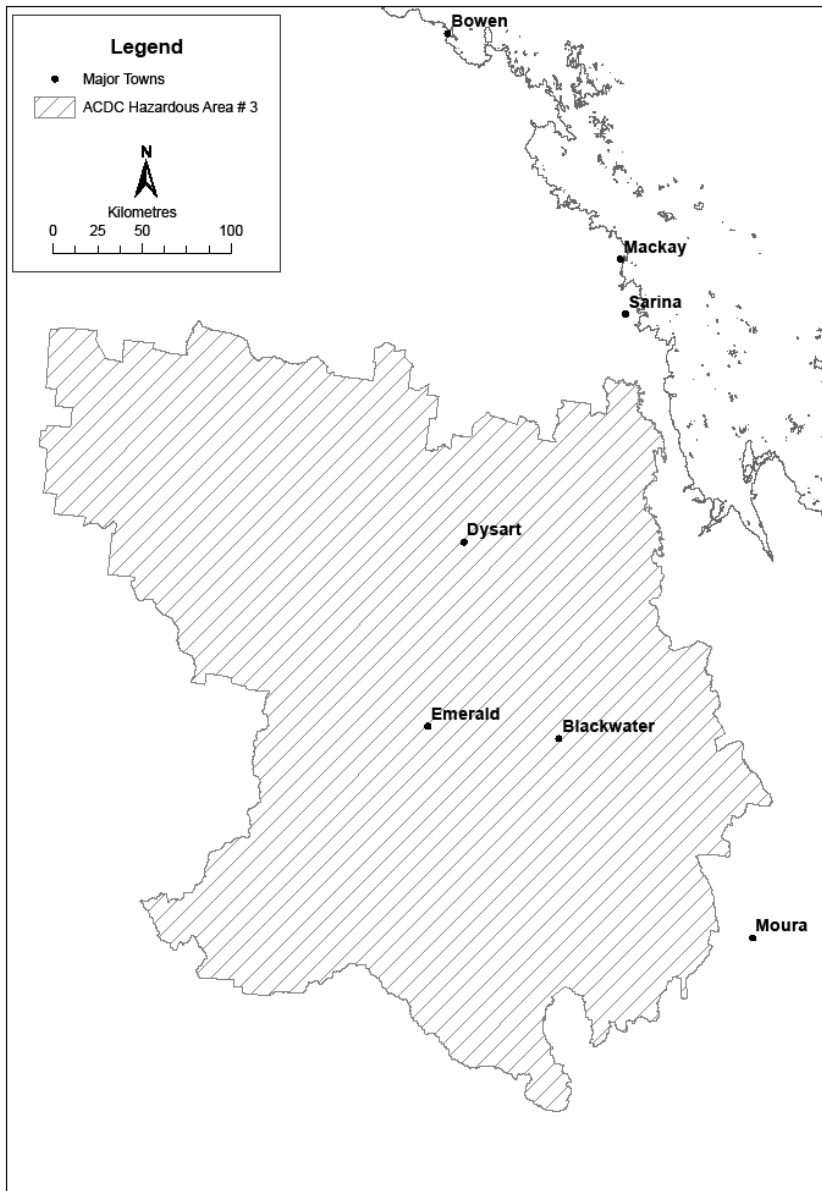 Bowen
Legend
Major Towns
ACDC Hazardous Area # 3
N
Kilometres
0 25 50 100
Mackay
Sarina
Dysart
Emerald
Blackwater
Moura